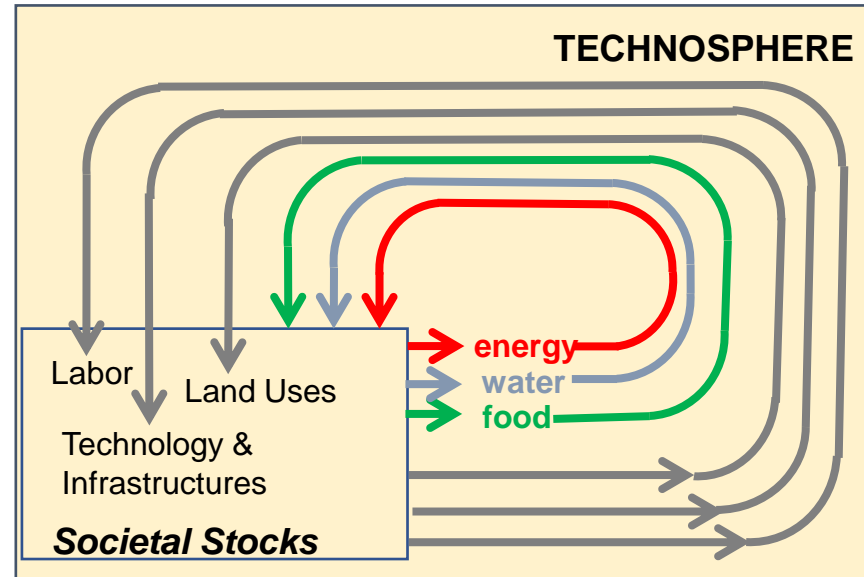 TECHNOSPHERE
energy
Labor
water
Land Uses
food
Technology &
Infrastructures
Societal Stocks